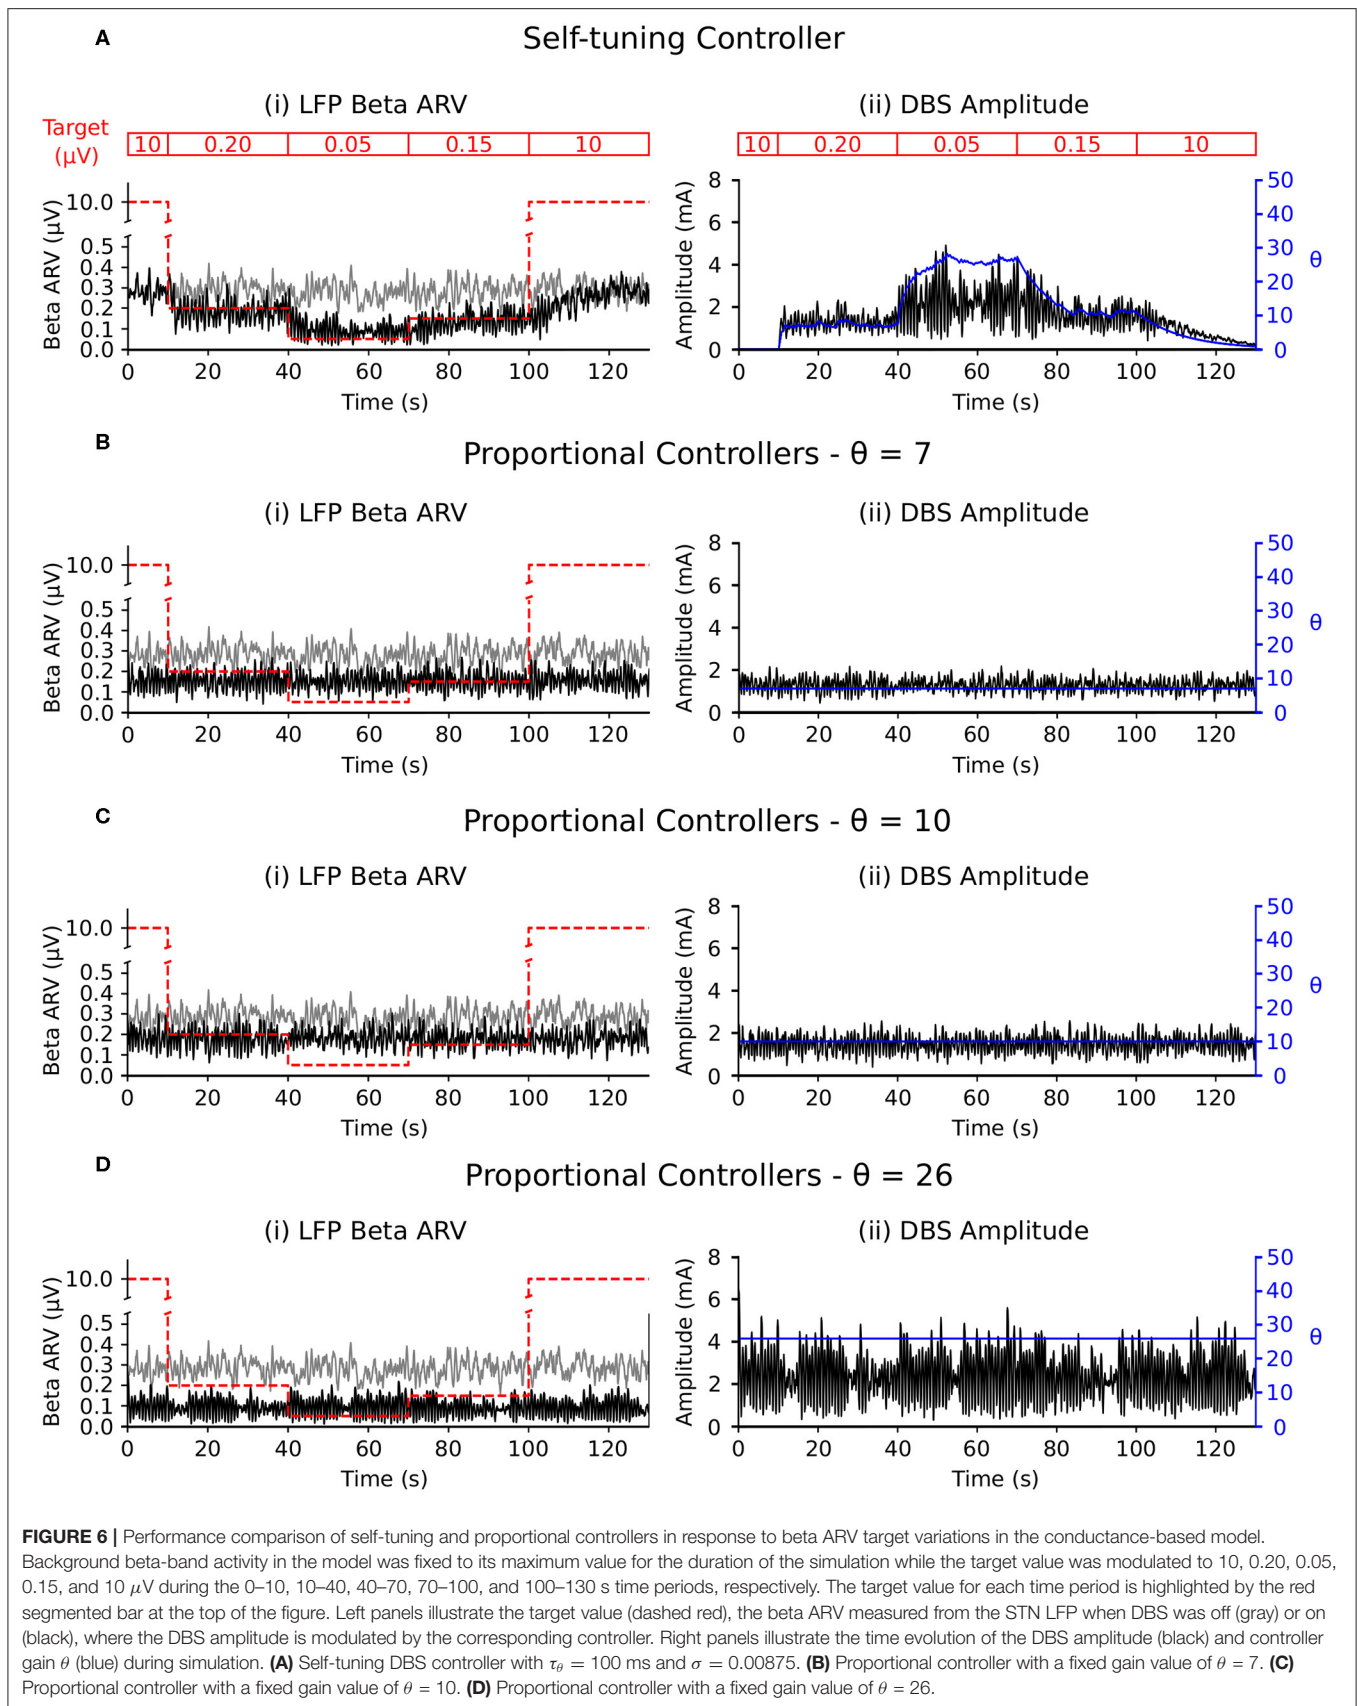 A
Self-tuning Controller
(i) LFP Beta ARV
(ii) DBS Amplitude
Target
(μV)
10 0.20 0.05 0.15 10
10 0.20 0.05 0.15 10
Beta ARV (μV)
10.0
0.5
0.4
0.3
0.2
0.1
0.0
0 20 40 60 80 100 120
Time (s)
Amplitude (mA)
8
6
4
2
0
50
40
30
20
10
0
θ
0 20 40 60 80 100 120
Time (s)
B
Proportional Controllers - θ = 7
(i) LFP Beta ARV
(ii) DBS Amplitude
Beta ARV (μV)
10.0
0.5
0.4
0.3
0.2
0.1
0.0
0 20 40 60 80 100 120
Time (s)
Amplitude (mA)
8
6
4
2
0
50
40
30
20
10
0
θ
0 20 40 60 80 100 120
Time (s)
C
Proportional Controllers - θ = 10
(i) LFP Beta ARV
(ii) DBS Amplitude
Beta ARV (μV)
10.0
0.5
0.4
0.3
0.2
0.1
0.0
0 20 40 60 80 100 120
Time (s)
Amplitude (mA)
8
6
4
2
0
50
40
30
20
10
0
θ
0 20 40 60 80 100 120
Time (s)
D
Proportional Controllers - θ = 26
(i) LFP Beta ARV
(ii) DBS Amplitude
Beta ARV (μV)
10.0
0.5
0.4
0.3
0.2
0.1
0.0
0 20 40 60 80 100 120
Time (s)
Amplitude (mA)
8
6
4
2
0
50
40
30
20
10
0
θ
0 20 40 60 80 100 120
Time (s)
FIGURE 6 | Performance comparison of self-tuning and proportional controllers in response to beta ARV target variations in the conductance-based model.
Background beta-band activity in the model was fixed to its maximum value for the duration of the simulation while the target value was modulated to 10, 0.20, 0.05,
0.15, and 10 μV during the 0–10, 10–40, 40–70, 70–100, and 100–130 s time periods, respectively. The target value for each time period is highlighted by the red
segmented bar at the top of the figure. Left panels illustrate the target value (dashed red), the beta ARV measured from the STN LFP when DBS was off (gray) or on
(black), where the DBS amplitude is modulated by the corresponding controller. Right panels illustrate the time evolution of the DBS amplitude (black) and controller
gain θ (blue) during simulation. (A) Self-tuning DBS controller with τθ = 100 ms and σ = 0.00875. (B) Proportional controller with a fixed gain value of θ = 7. (C)
Proportional controller with a fixed gain value of θ = 10. (D) Proportional controller with a fixed gain value of θ = 26.